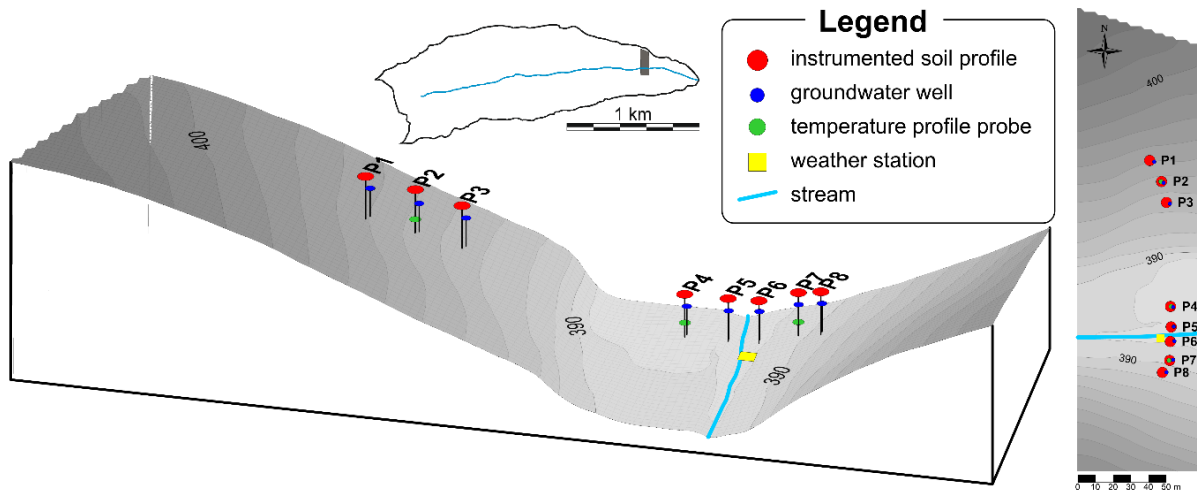 Legend
instrumented soil profile
groundwater well
temperature profile probe
weather station
stream
1 km
400
P1
P2
P3
390
P4
P5
P6
P7
P8
390
N
400
P1
P2
P3
390
P4
P5
P6
390
P7
P8
0 10 20 30 40 50 m